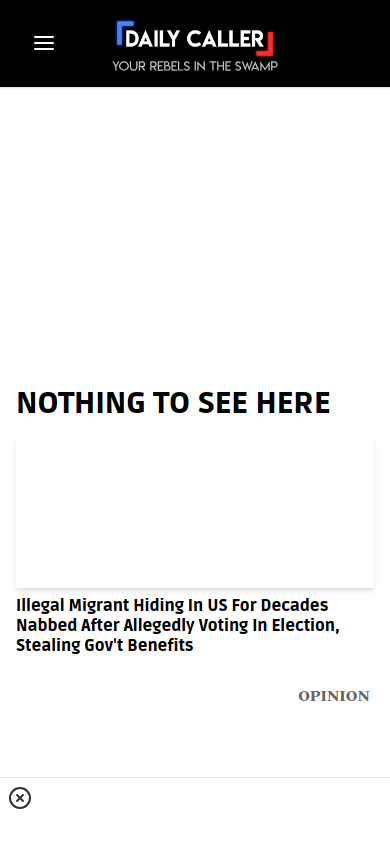 DAILY CALLER
YOUR REBELS IN THE SWAMP
NOTHING TO SEE HERE
Illegal Migrant Hiding In US For Decades
Nabbed After Allegedly Voting In Election,
Stealing Gov't Benefits
OPINION